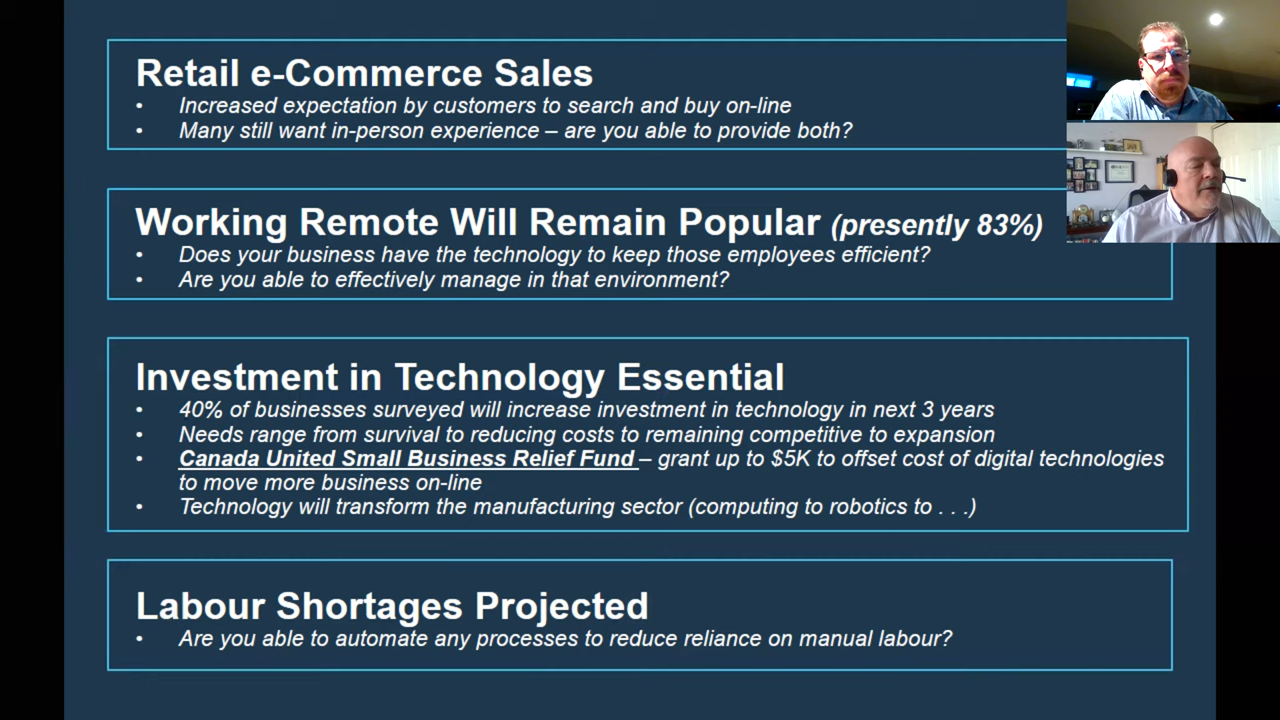 Retail e-Commerce Sales
• Increased expectation by customers to search and buy on-line
• Many still want in-person experience – are you able to provide both?
Working Remote Will Remain Popular (presently 83%)
• Does your business have the technology to keep those employees efficient?
• Are you able to effectively manage in that environment?
Investment in Technology Essential
• 40% of businesses surveyed will increase investment in technology in next 3 years
• Needs range from survival to reducing costs to remaining competitive to expansion
• Canada United Small Business Relief Fund – grant up to $5K to offset cost of digital technologies
to move more business on-line
• Technology will transform the manufacturing sector (computing to robotics to . . .)
Labour Shortages Projected
• Are you able to automate any processes to reduce reliance on manual labour?